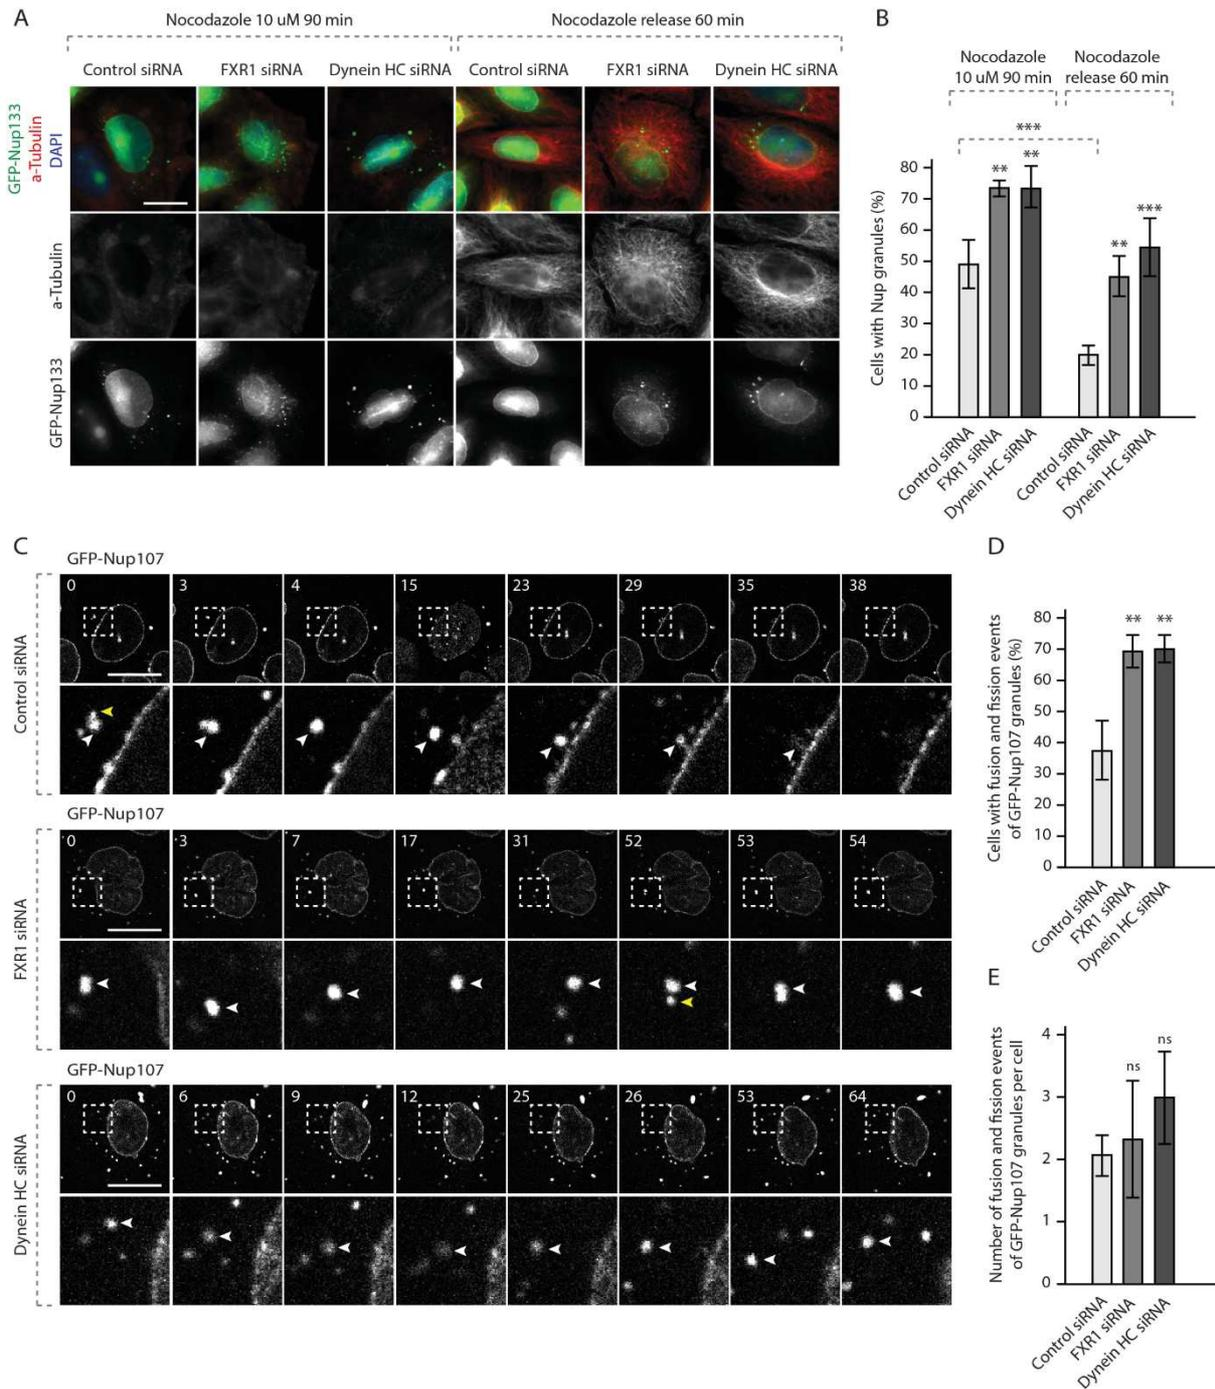 A
Nocodazole 10 uM 90 min
Nocodazole release 60 min
Control siRNA
FXR1 siRNA
Dynein HC siRNA
Control siRNA
FXR1 siRNA
Dynein HC siRNA
GFP-Nup133
a-Tubulin
DAPI
a-Tubulin
GFP-Nup133
B
Nocodazole
10 uM 90 min
Nocodazole
release 60 min
***
**
**
**
***
Cells with Nup granules (%)
80
70
60
50
40
30
20
10
0
Control siRNA
FXR1 siRNA
Dynein HC siRNA
Control siRNA
FXR1 siRNA
Dynein HC siRNA
C
GFP-Nup107
Control siRNA
0
3
4
15
23
29
35
38
GFP-Nup107
FXR1 siRNA
0
3
7
17
31
52
53
54
GFP-Nup107
Dynein HC siRNA
0
6
9
12
25
26
53
64
D
Cells with fusion and fission events
of GFP-Nup107 granules (%)
80
70
60
50
40
30
20
10
0
**
**
Control siRNA
FXR1 siRNA
Dynein HC siRNA
E
Number of fusion and fission events
of GFP-Nup107 granules per cell
4
3
2
1
0
ns
ns
Control siRNA
FXR1 siRNA
Dynein HC siRNA